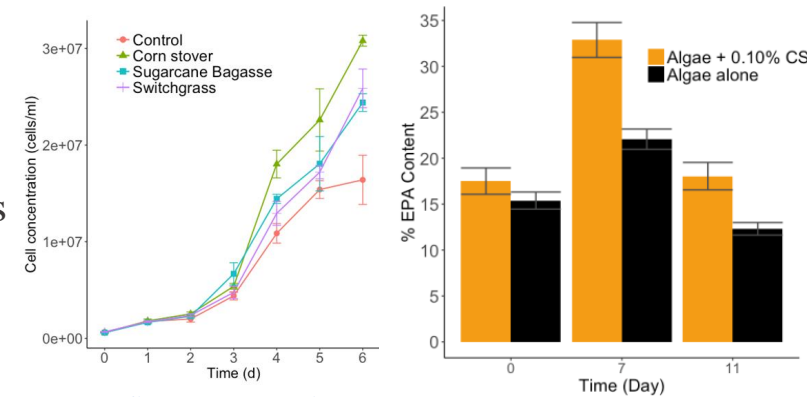 Control
Corn stover
Sugarcane Bagasse
Switchgrass
Cell concentration (cells/ml)
3e+07
2e+07
1e+07
0e+00
0 1 2 3 4 5 6
Time (d)
Algae + 0.10% CS
Algae alone
% EPA Content
35
30
25
20
15
10
5
0
0 7 11
Time (Day)